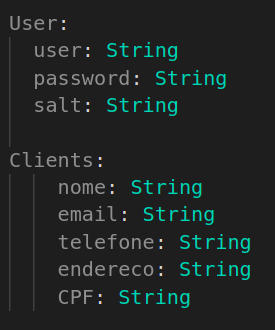 User:
user: String
password: String
salt: String
Clients:
nome: String
email: String
telefone: String
endereco: String
CPF: String